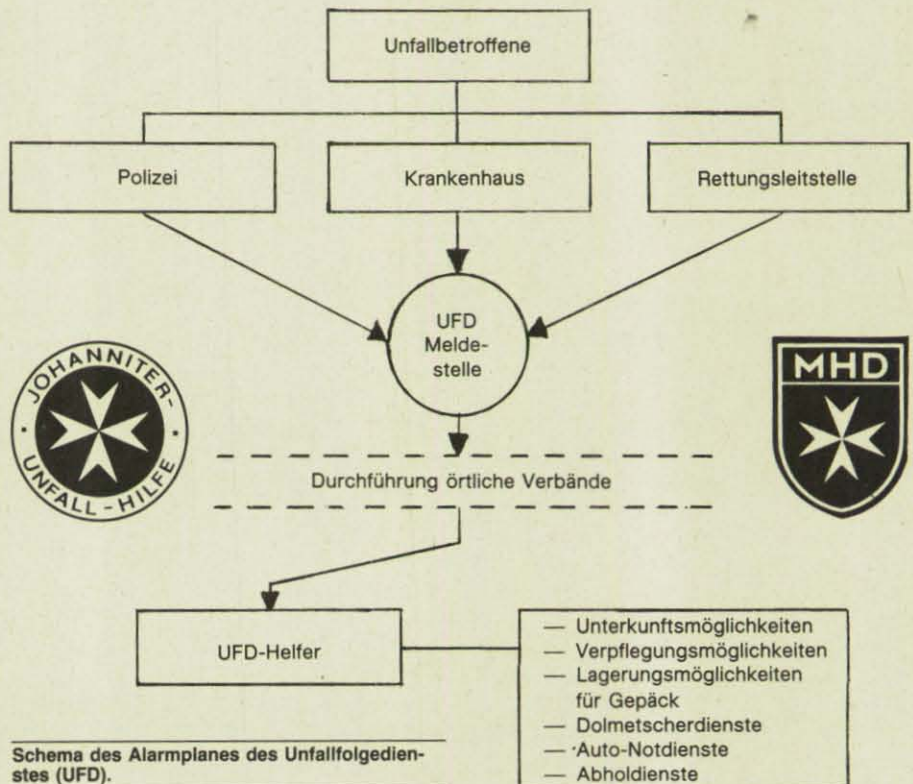 Unfallbetroffene
Polizei
Krankenhaus
Rettungsleitstelle
UFD
Melde-
stelle
JOHANNITER-
UNFALL-HILFE
MHD
Durchführung örtliche Verbände
UFD-Helfer
— Unterkunftsmöglichkeiten
— Verpflegungsmöglichkeiten
— Lagerungsmöglichkeiten
für Gepäck
— Dolmetscherdienste
— Auto-Notdienste
— Abholdienste
Schema des Alarmplanes des Unfallfolgedien-
stes (UFD).